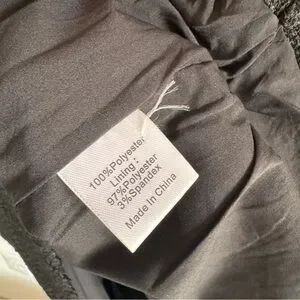 100%Polyester
Lining :
97%Polyester
3%Spandex
Made In China